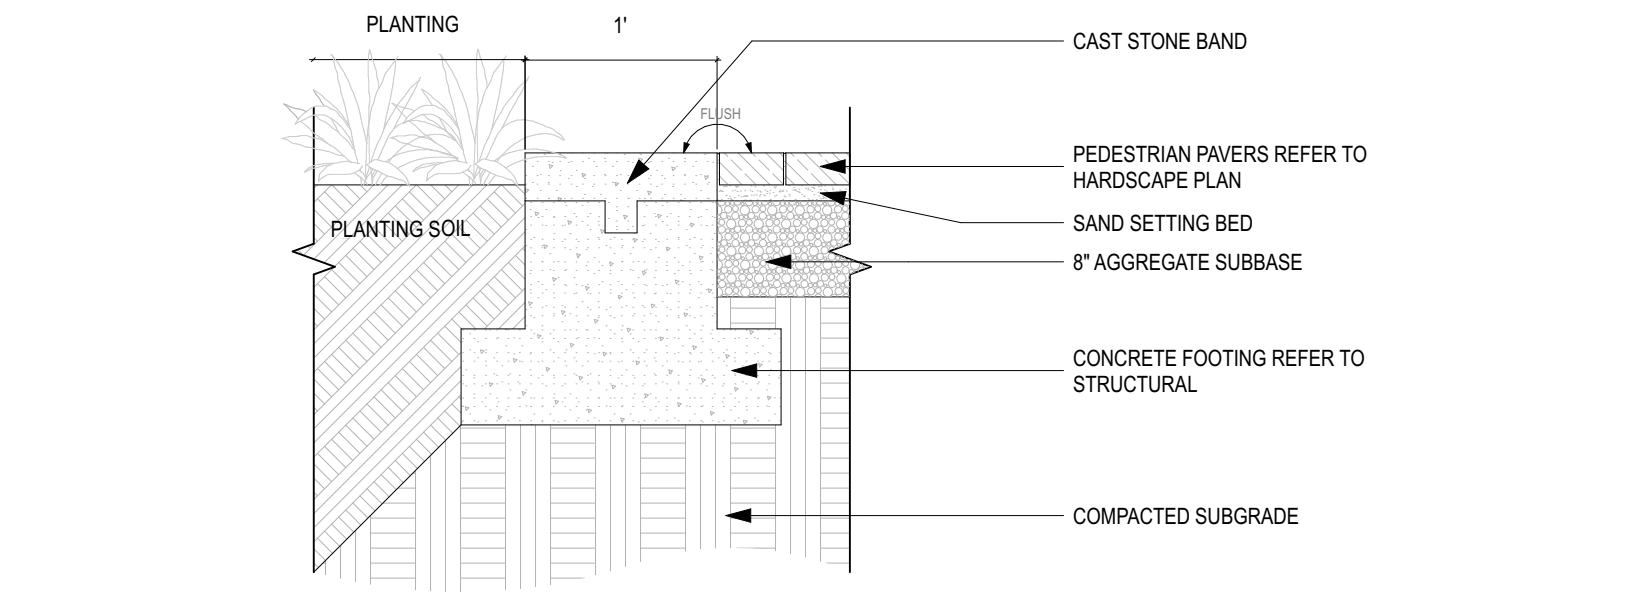 PLANTING
1'
CAST STONE BAND
FLUSH
PEDESTRIAN PAVERS REFER TO
HARDSCAPE PLAN
SAND SETTING BED
PLANTING SOIL
8" AGGREGATE SUBBASE
CONCRETE FOOTING REFER TO
STRUCTURAL
COMPACTED SUBGRADE